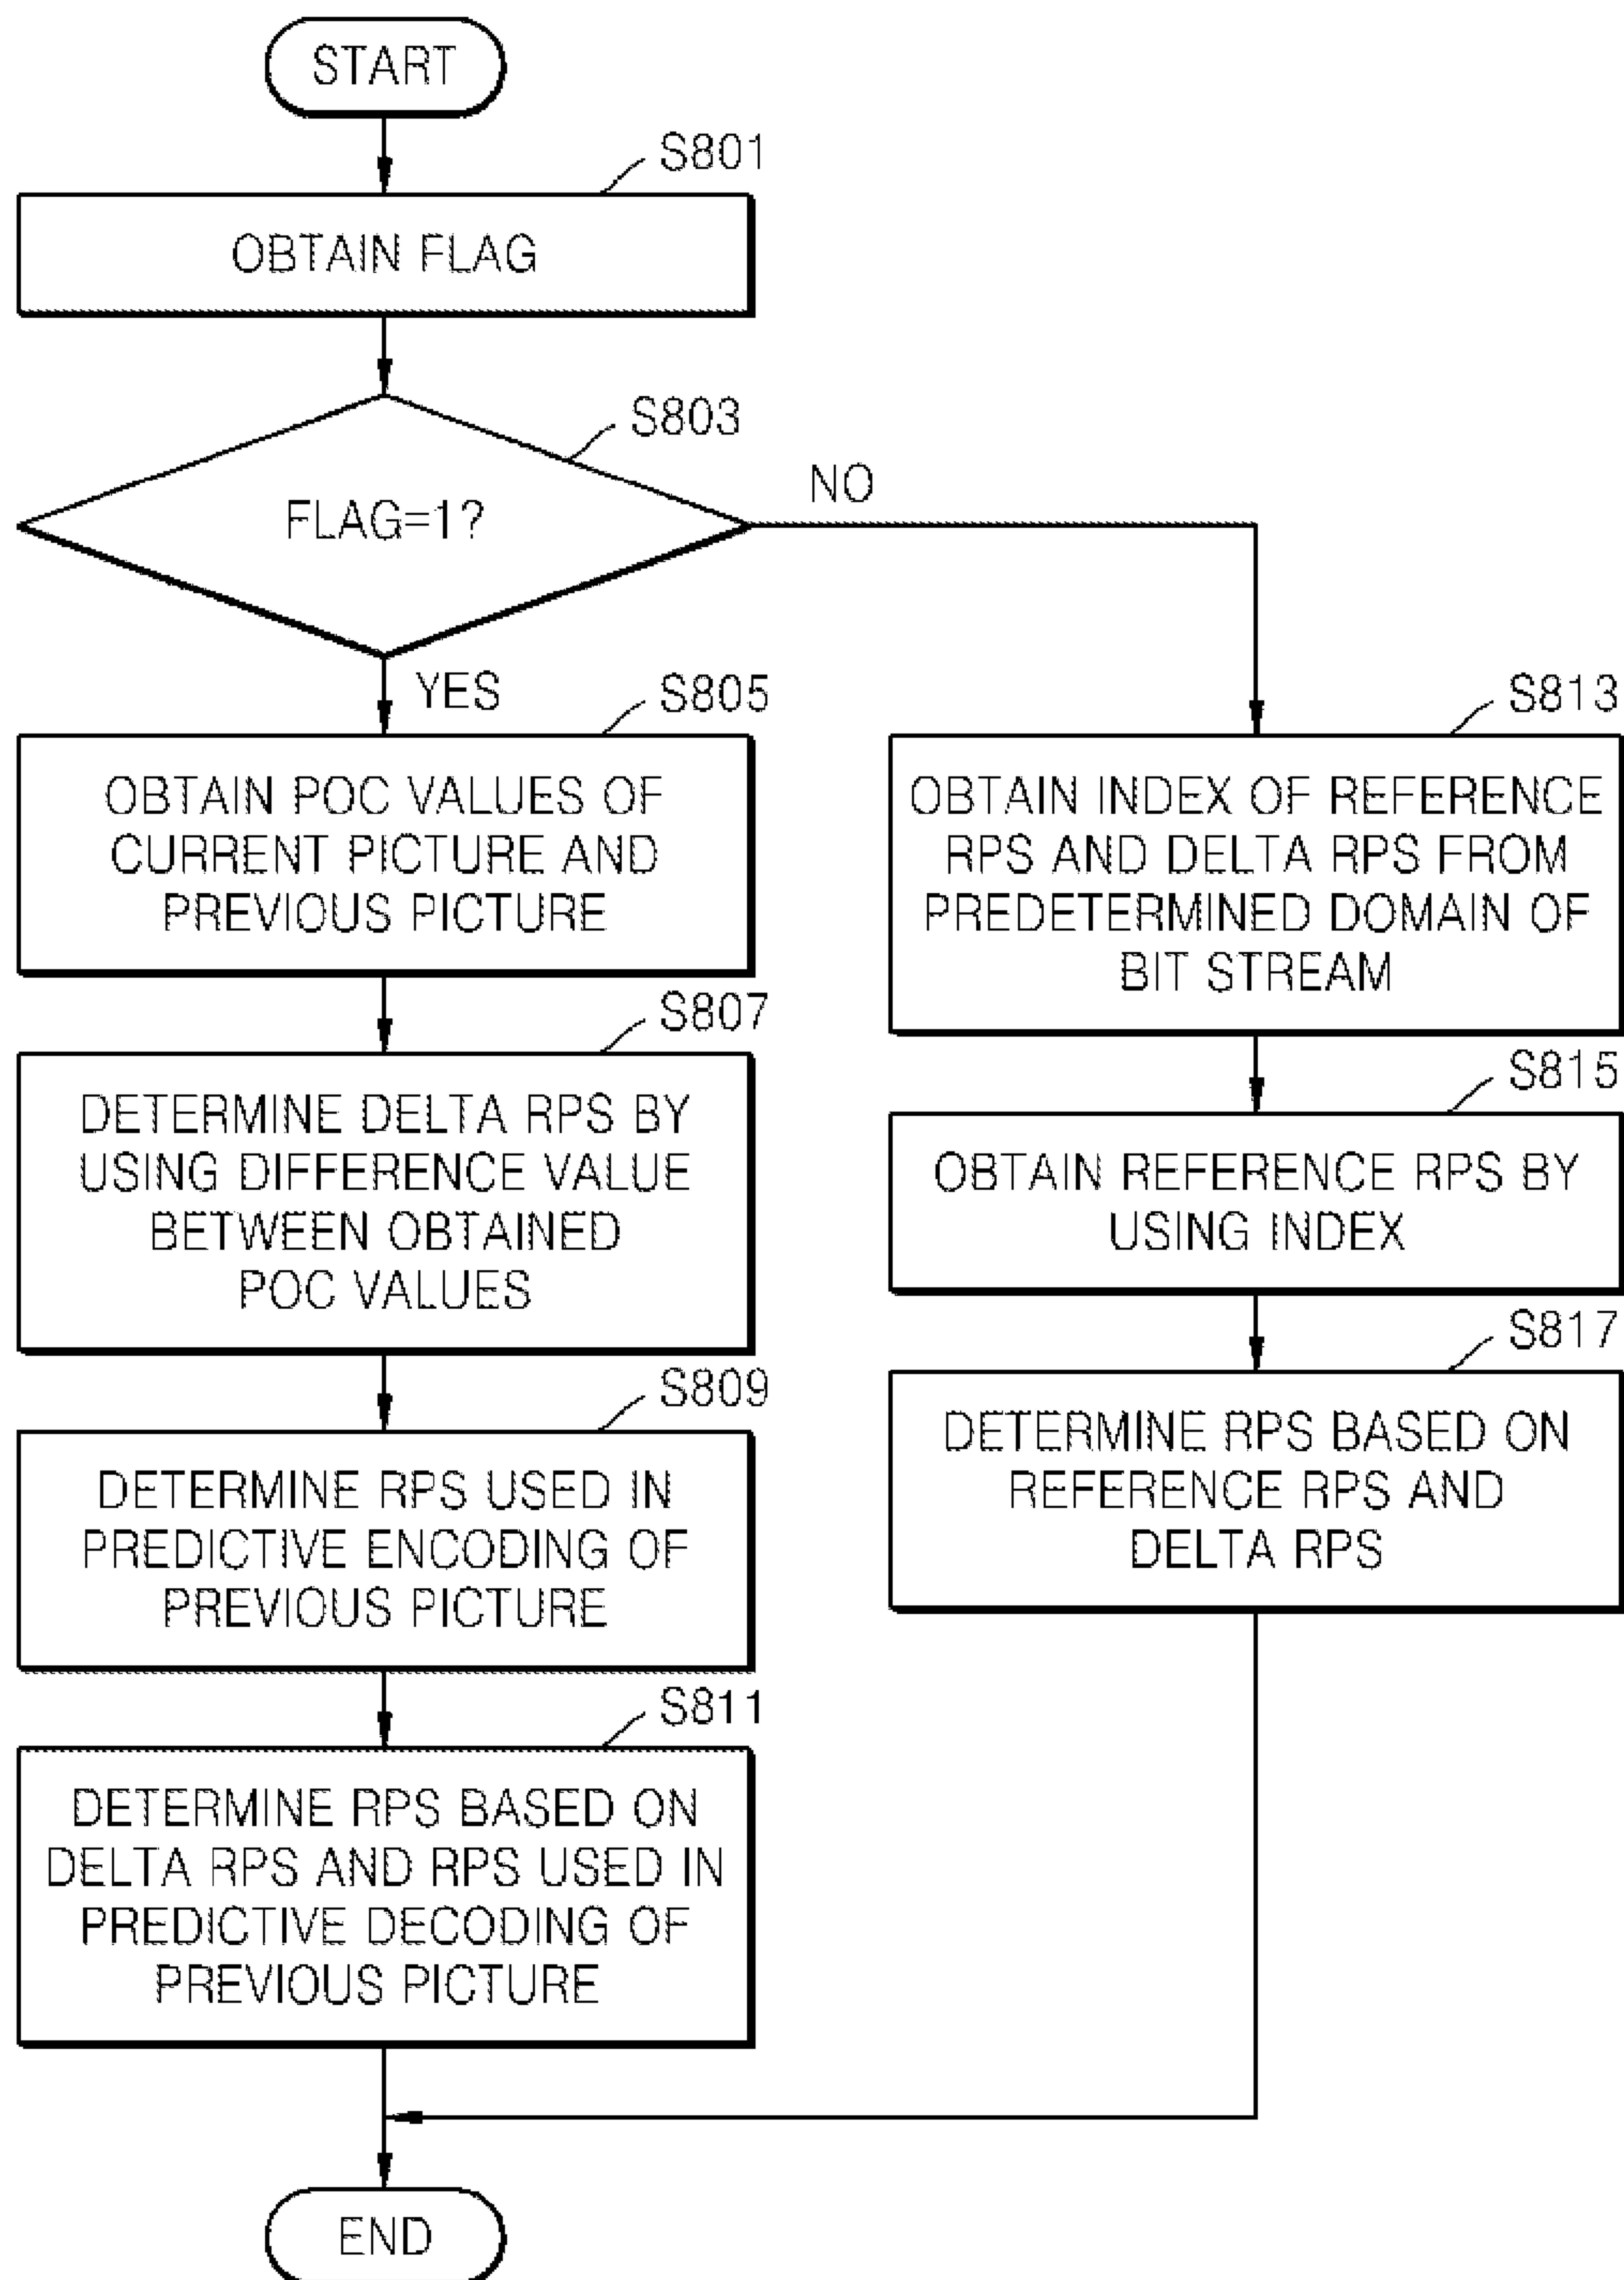 START
S801
OBTAIN FLAG
S803
FLAG=1?
NO
YES
S805
OBTAIN POC VALUES OF
CURRENT PICTURE AND
PREVIOUS PICTURE
S807
DETERMINE DELTA RPS BY
USING DIFFERENCE VALUE
BETWEEN OBTAINED
POC VALUES
S809
DETERMINE RPS USED IN
PREDICTIVE ENCODING OF
PREVIOUS PICTURE
S811
DETERMINE RPS BASED ON
DELTA RPS AND RPS USED IN
PREDICTIVE DECODING OF
PREVIOUS PICTURE
S813
OBTAIN INDEX OF REFERENCE
RPS AND DELTA RPS FROM
PREDETERMINED DOMAIN OF
BIT STREAM
S815
OBTAIN REFERENCE RPS BY
USING INDEX
S817
DETERMINE RPS BASED ON
REFERENCE RPS AND
DELTA RPS
END